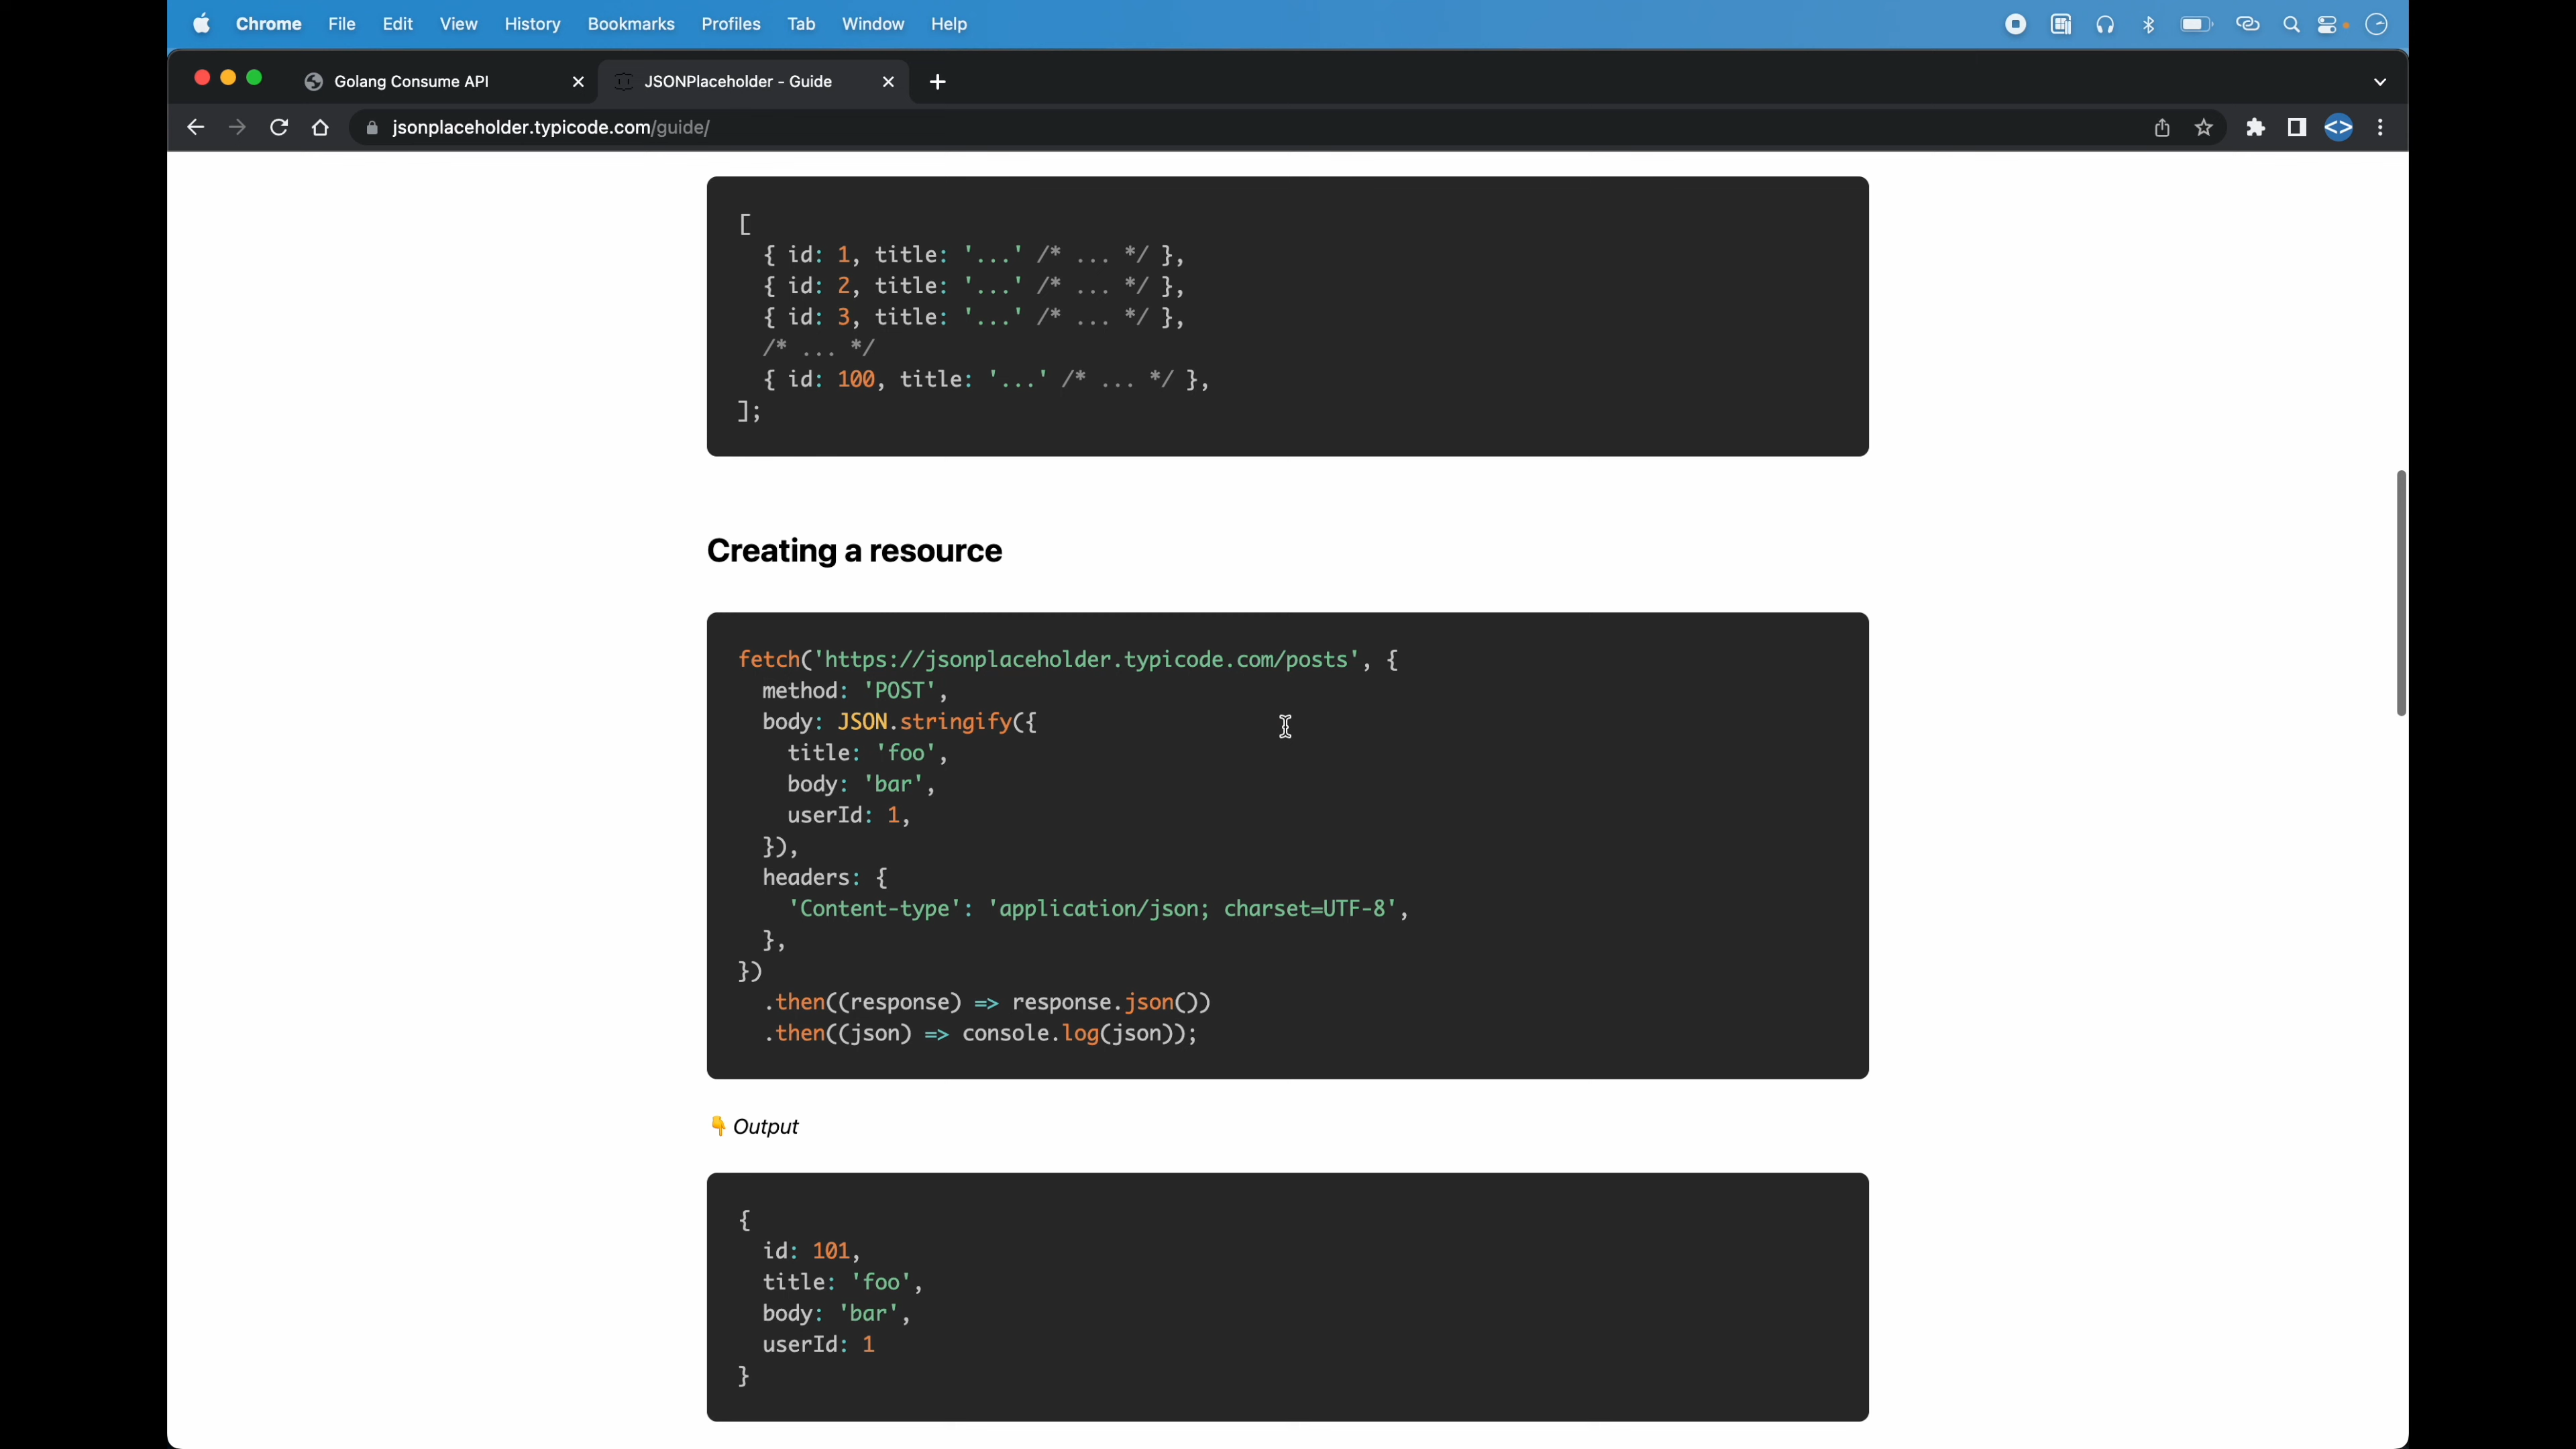 Chrome File Edit View History Bookmarks Profiles Tab Window Help
Golang Consume API
JSONPlaceholder - Guide
jsonplaceholder.typicode.com/guide/
[
  { id: 1, title: '...' /* ... */ },
  { id: 2, title: '...' /* ... */ },
  { id: 3, title: '...' /* ... */ },
  /* ... */
  { id: 100, title: '...' /* ... */ },
];
Creating a resource
fetch('https://jsonplaceholder.typicode.com/posts', {
  method: 'POST',
  body: JSON.stringify({
    title: 'foo',
    body: 'bar',
    userId: 1,
  }),
  headers: {
    'Content-type': 'application/json; charset=UTF-8',
  },
})
  .then((response) => response.json())
  .then((json) => console.log(json));
👇 Output
{
  id: 101,
  title: 'foo',
  body: 'bar',
  userId: 1
}